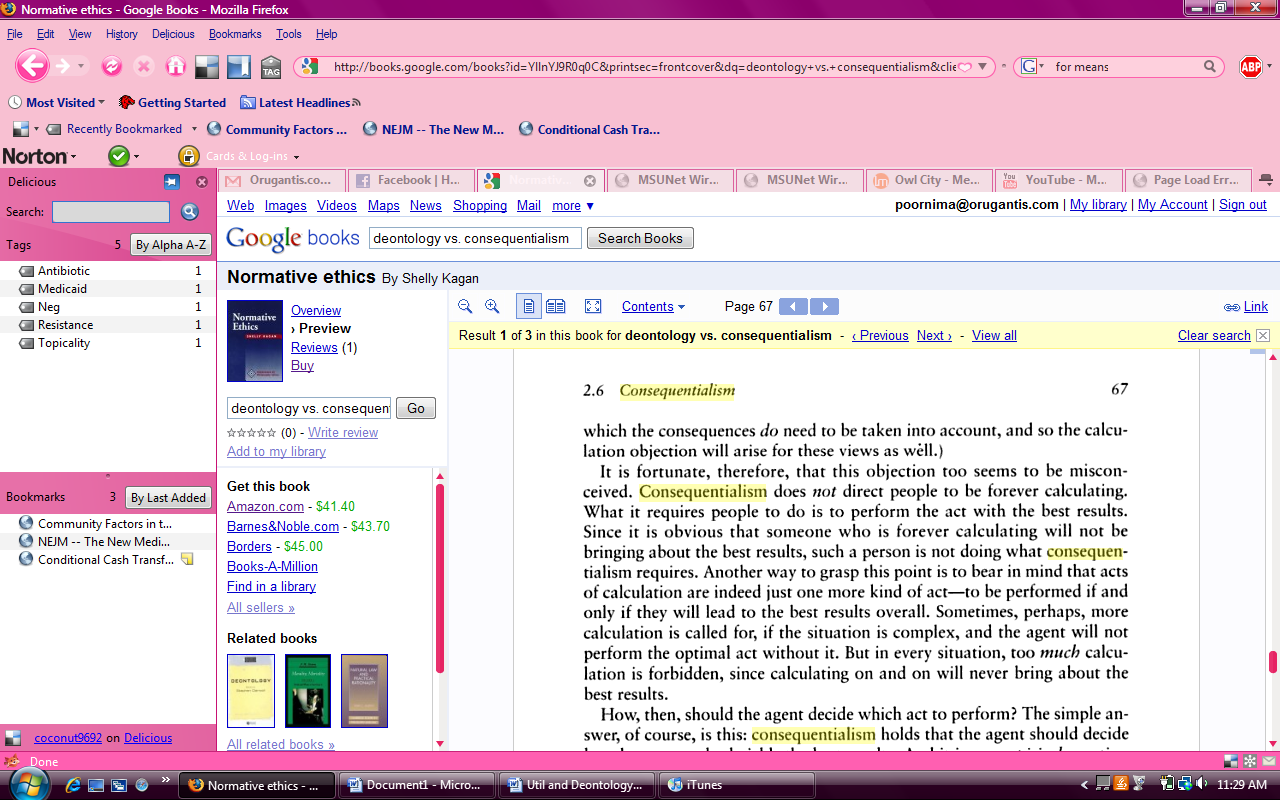 Normative ethics - Google Books - Mozilla Firefox
File Edit View History Delicious Bookmarks Tools Help
TAG http://books.google.com/books?id=YlInYJ9R0q0C&printsec=frontcover&dq=deontology+vs.+consequentialism&clie for means ABP
Most Visited Getting Started Latest Headlines
Recently Bookmarked Community Factors ... NEJM -- The New M... Conditional Cash Tra...
Norton Cards & Log-ins
Delicious
Orugantis.co... Facebook | H... Normativ... MSUNet Wir... MSUNet Wir... Owl City - Me... YouTube - M... Page Load Err...
Search:
Tags 5 By Alpha A-Z
Antibiotic 1
Medicaid 1
Neg 1
Resistance 1
Topicality 1
Bookmarks 3 By Last Added
Community Factors in t...
NEJM -- The New Medi...
Conditional Cash Transf...
coconut9692 on Delicious
Web Images Videos Maps News Shopping Mail more ▼ poornima@orugantis.com | My library | My Account | Sign out
Google books deontology vs. consequentialism Search Books
Normative ethics By Shelly Kagan
Normative Ethics
SHELLY KAGAN
Overview
› Preview
Reviews (1)
Buy
deontology vs. consequent Go
(0) - Write review
Add to my library
Get this book
Amazon.com - $41.40
Barnes&Noble.com - $43.70
Borders - $45.00
Books-A-Million
Find in a library
All sellers »
Related books
DEONTOLOGY
All related books »
Contents Page 67 Link
Result 1 of 3 in this book for deontology vs. consequentialism - ‹ Previous Next › - View all Clear search
2.6 Consequentialism 67
which the consequences do need to be taken into account, and so the calcu-
lation objection will arise for these views as well.)
It is fortunate, therefore, that this objection too seems to be miscon-
ceived. Consequentialism does not direct people to be forever calculating.
What it requires people to do is to perform the act with the best results.
Since it is obvious that someone who is forever calculating will not be
bringing about the best results, such a person is not doing what consequen-
tialism requires. Another way to grasp this point is to bear in mind that acts
of calculation are indeed just one more kind of act—to be performed if and
only if they will lead to the best results overall. Sometimes, perhaps, more
calculation is called for, if the situation is complex, and the agent will not
perform the optimal act without it. But in every situation, too much calcu-
lation is forbidden, since calculating on and on will never bring about the
best results.
How, then, should the agent decide which act to perform? The simple an-
swer, of course, is this: consequentialism holds that the agent should decide
Done
Normative ethics - ... Document1 - Micro... Util and Deontology... iTunes 11:29 AM